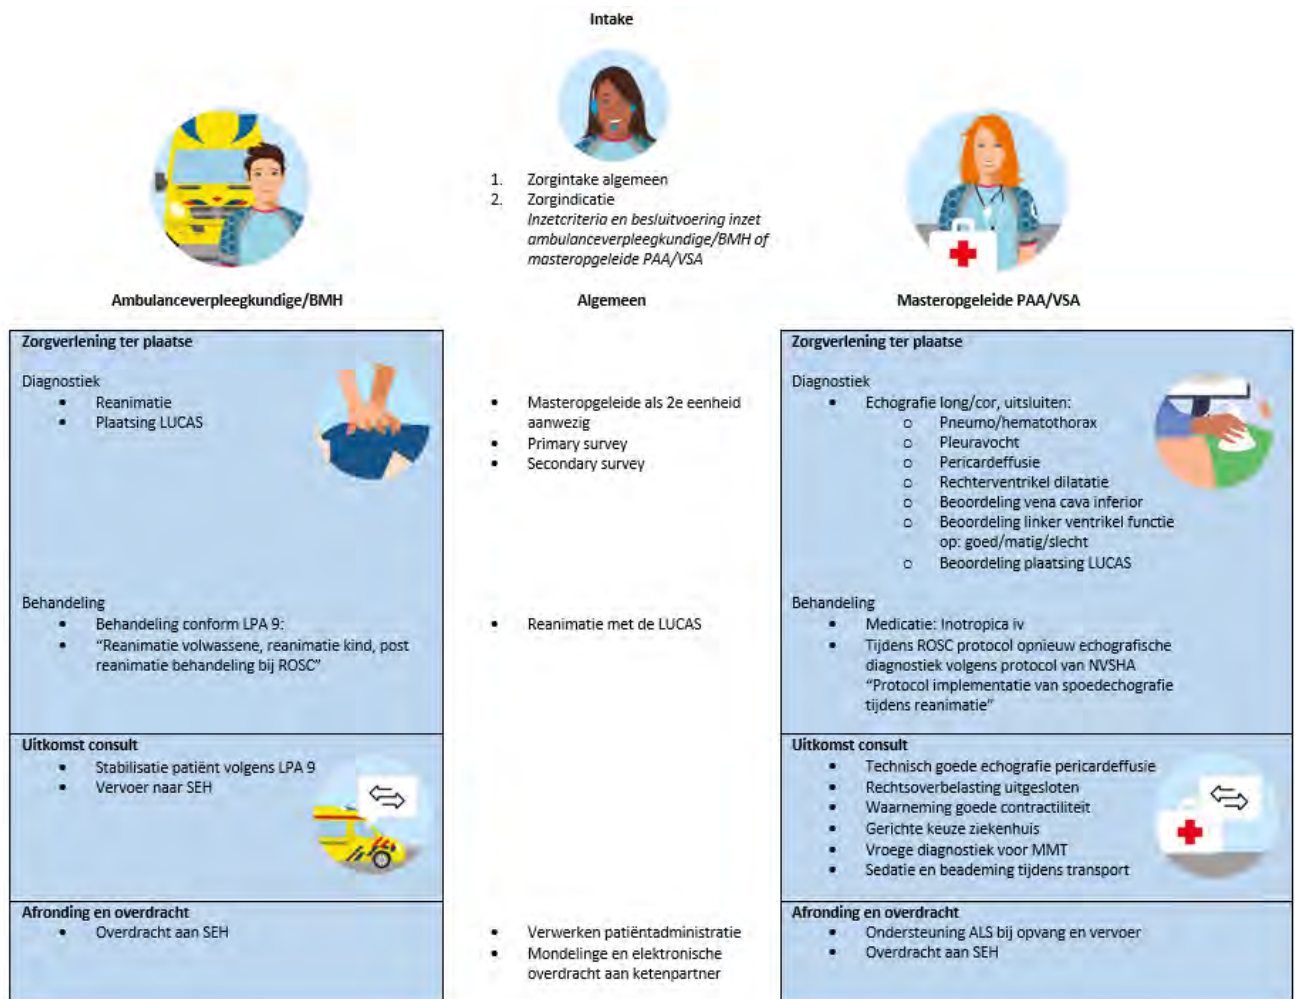 Intake
1. Zorgintake algemeen
2. Zorgindicatie
Inzetcriteria en besluitvoering inzet
ambulanceverpleegkundige/BMH of
masteropgeleide PAA/VSA
Ambulanceverpleegkundige/BMH
Algemeen
Masteropgeleide PAA/VSA
Zorgverlening ter plaatse
Diagnostiek
• Reanimatie
• Plaatsing LUCAS
Behandeling
• Behandeling conform LPA 9:
• “Reanimatie volwassene, reanimatie kind, post
reanimatie behandeling bij ROSC”
Uitkomst consult
• Stabilisatie patiënt volgens LPA 9
• Vervoer naar SEH
Afronding en overdracht
• Overdracht aan SEH
• Masteropgeleide als 2e eenheid
aanwezig
• Primary survey
• Secondary survey
• Reanimatie met de LUCAS
• Verwerken patiëntadministratie
• Mondelinge en elektronische
overdracht aan ketenpartner
Zorgverlening ter plaatse
Diagnostiek
• Echografie long/cor, uitsluiten:
o Pneumo/hematothorax
o Pleuravocht
o Pericardeffusie
o Rechterventrikel dilatatie
o Beoordeling vena cava inferior
o Beoordeling linker ventrikel functie
op: goed/matig/slecht
o Beoordeling plaatsing LUCAS
Behandeling
• Medicatie: Inotropica iv
• Tijdens ROSC protocol opnieuw echografische
diagnostiek volgens protocol van NVSHA
“Protocol implementatie van spoedechografie
tijdens reanimatie”
Uitkomst consult
• Technisch goede echografie pericardeffusie
• Rechtsoverbelasting uitgesloten
• Waarneming goede contractiliteit
• Gerichte keuze ziekenhuis
• Vroege diagnostiek voor MMT
• Sedatie en beademing tijdens transport
Afronding en overdracht
• Ondersteuning ALS bij opvang en vervoer
• Overdracht aan SEH